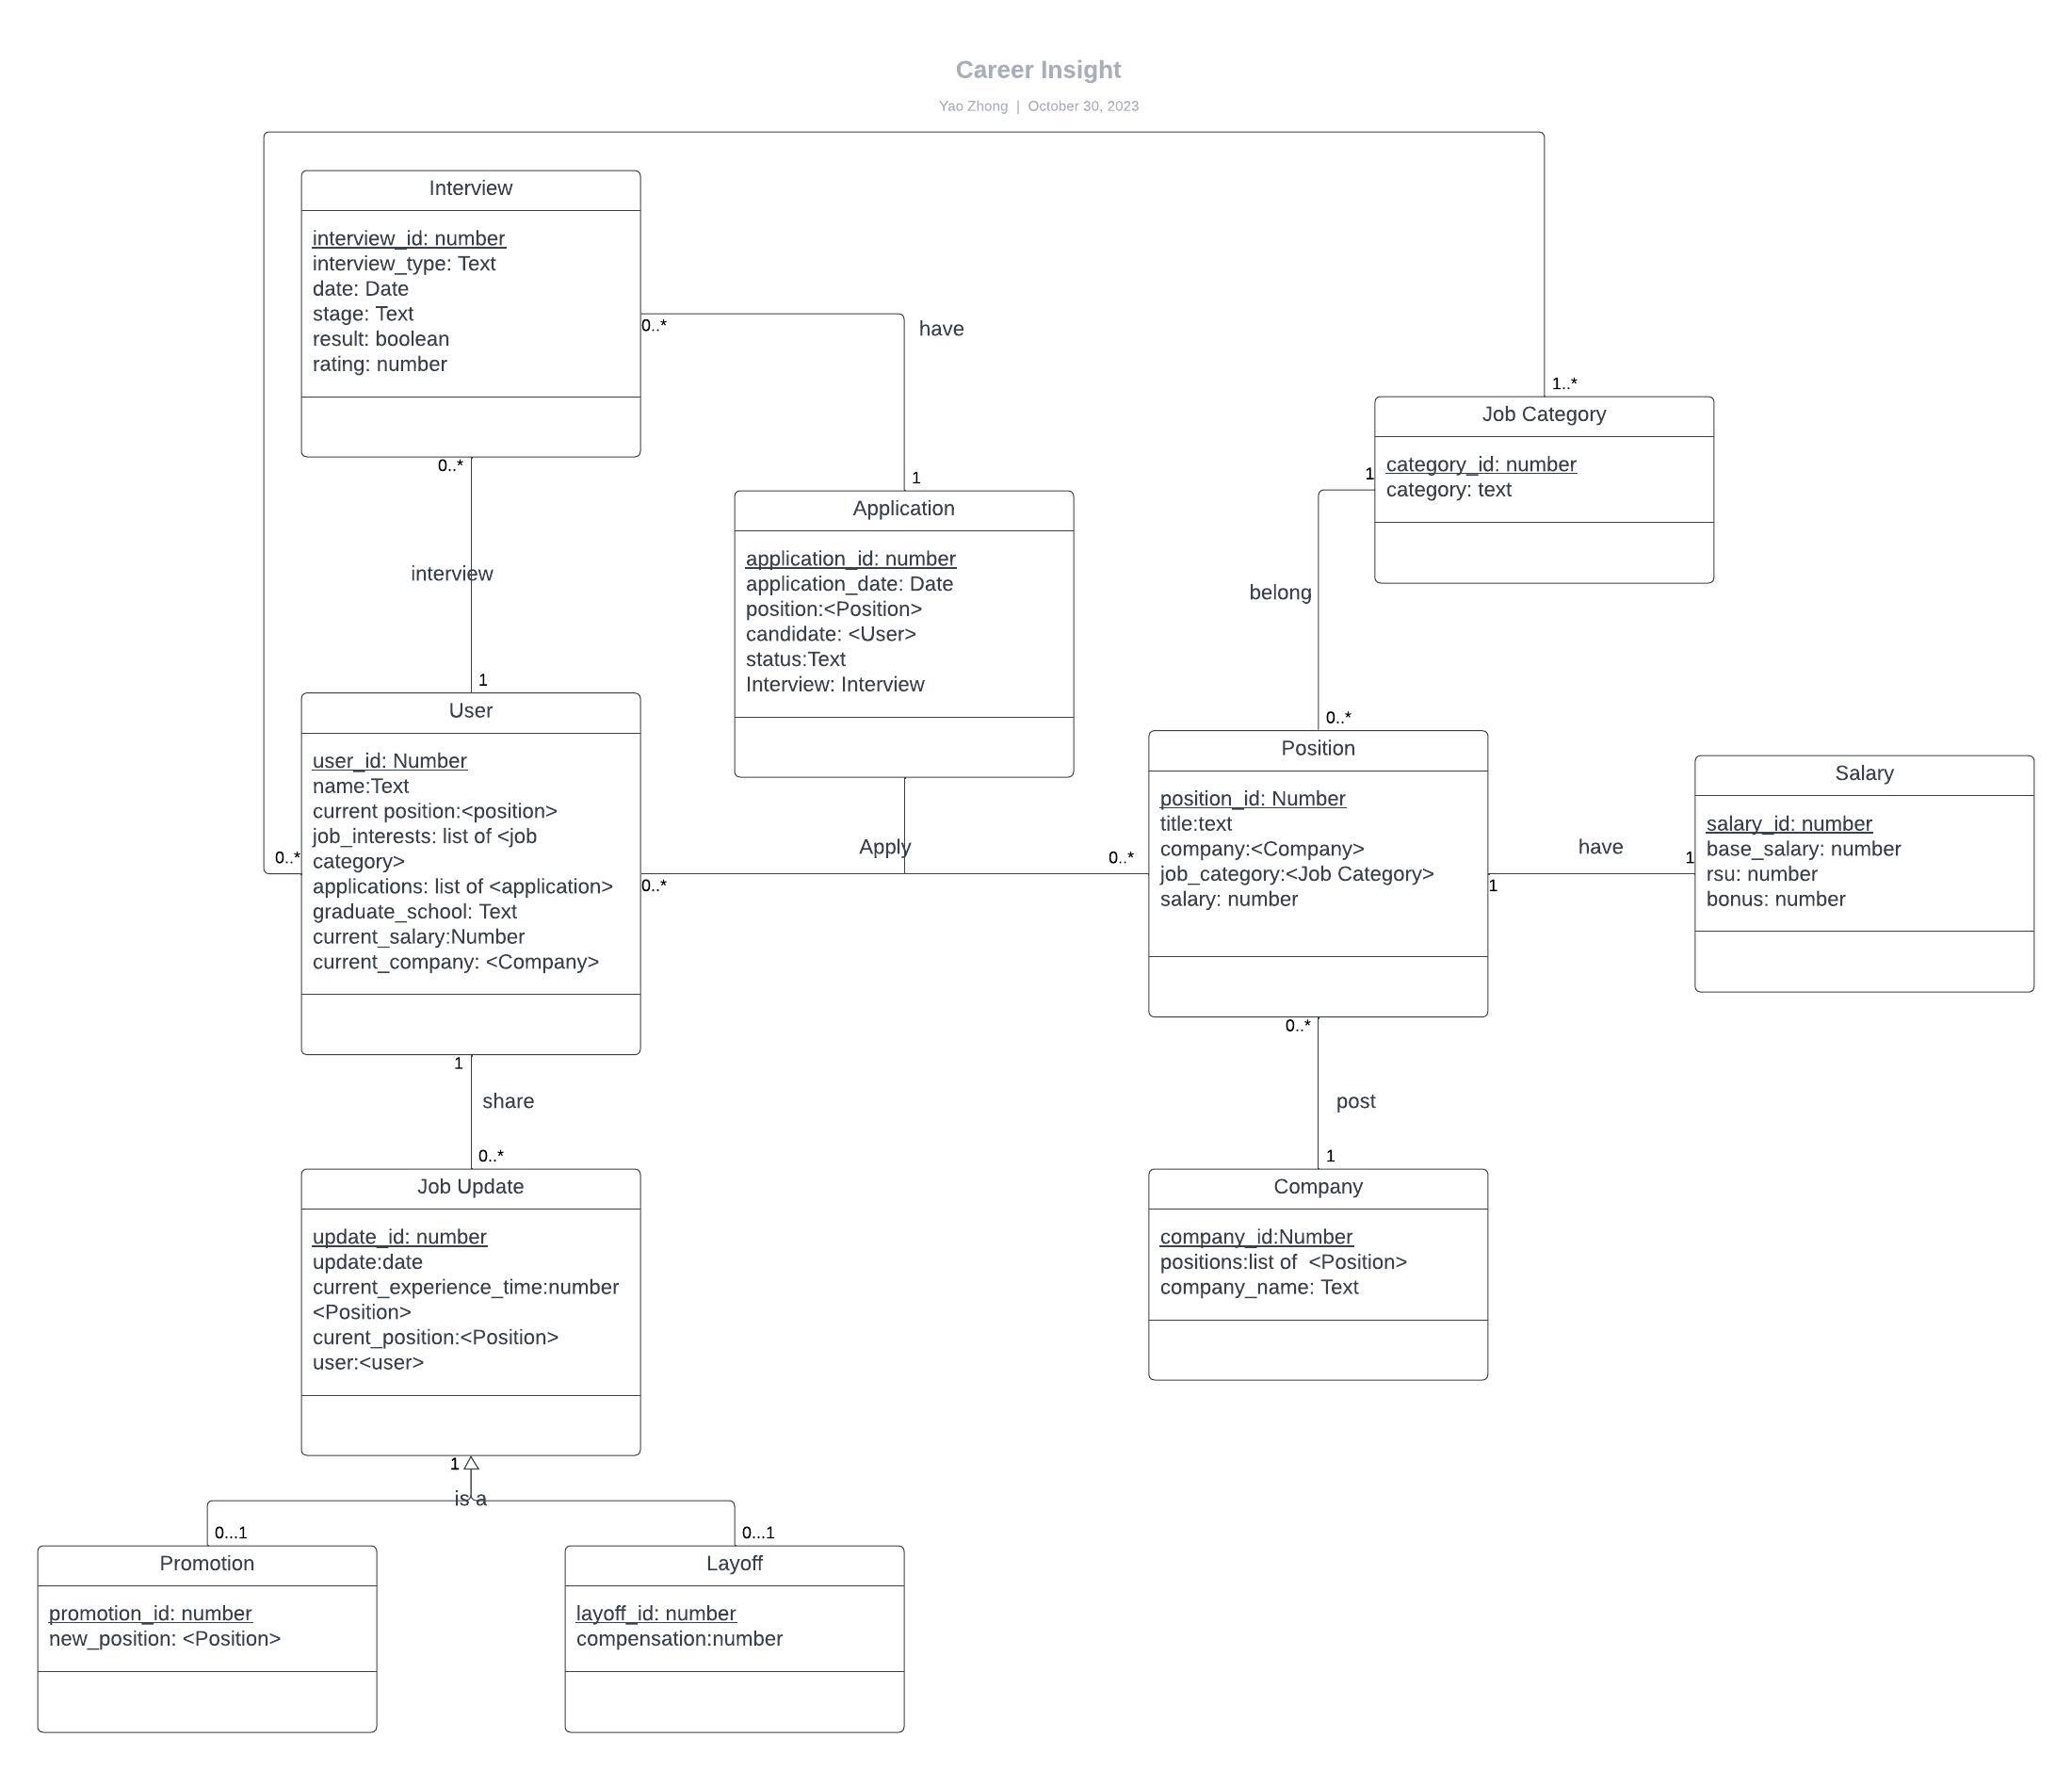 Career Insight
Yao Zhong | October 30, 2023
Interview
interview_id: number
interview_type: Text
date: Date
stage: Text
result: boolean
rating: number
0..*
have
1
0..*
interview
1
1..*
Job Category
category_id: number
category: text
1
belong
0..*
Application
application_id: number
application_date: Date
position:<Position>
candidate: <User>
status:Text
Interview: Interview
User
user_id: Number
name:Text
current position:<position>
job_interests: list of <job
category>
applications: list of <application>
graduate_school: Text
current_salary:Number
current_company: <Company>
0..*
0..*
Apply
0..*
Position
position_id: Number
title:text
company:<Company>
job_category:<Job Category>
salary: number
1
have
1
Salary
salary_id: number
base_salary: number
rsu: number
bonus: number
1
share
0..*
0..*
post
1
Job Update
update_id: number
update:date
current_experience_time:number
<Position>
curent_position:<Position>
user:<user>
Company
company_id:Number
positions:list of <Position>
company_name: Text
1
is a
0...1
0...1
Promotion
promotion_id: number
new_position: <Position>
Layoff
layoff_id: number
compensation:number